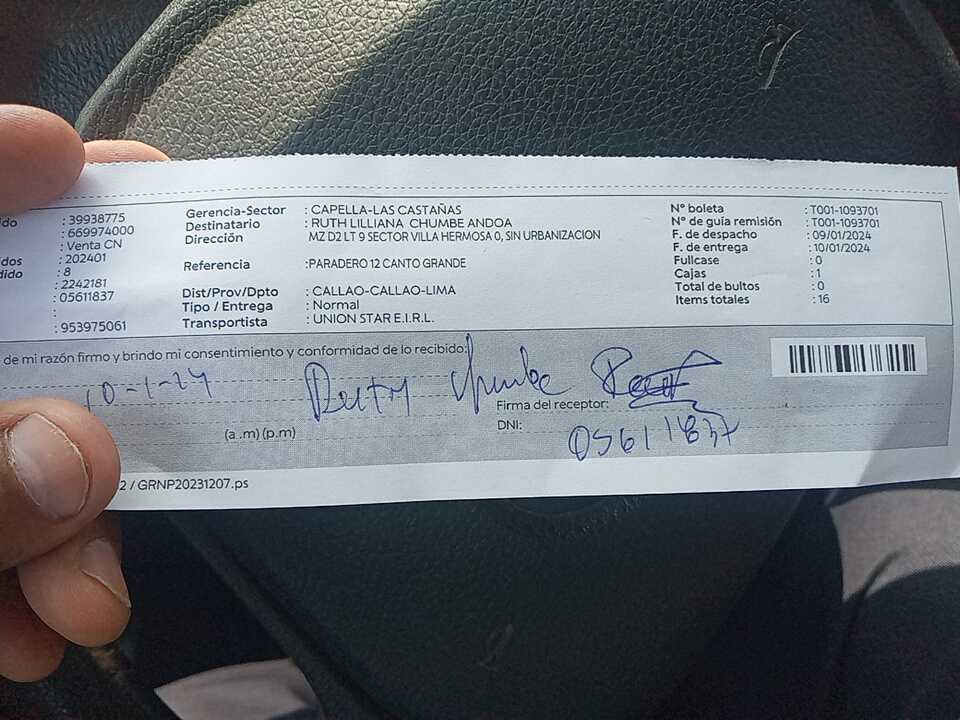 ido : 39938775
: 669974000
: Venta CN
dos : 202401
dido : 8
: 2242181
: 05611837
:
: 953975061
Gerencia-Sector : CAPELLA-LAS CASTAÑAS
Destinatario : RUTH LILLIANA CHUMBE ANDOA
Dirección MZ D2 LT 9 SECTOR VILLA HERMOSA 0, SIN URBANIZACION
Referencia :PARADERO 12 CANTO GRANDE
Dist/Prov/Dpto : CALLAO-CALLAO-LIMA
Tipo / Entrega : Normal
Transportista : UNION STAR E.I.R.L.
N° boleta : T001-1093701
N° de guía remisión : T001-1093701
F. de despacho : 09/01/2024
F. de entrega : 10/01/2024
Fullcase : 0
Cajas : 1
Total de bultos : 0
Items totales : 16
de mi razón firmo y brindo mi consentimiento y conformidad de lo recibido:
10-1-24 Ruth Chumbe
Firma del receptor:
(a .m) (p.m)
DNI: 05611837
2 / GRNP20231207.ps